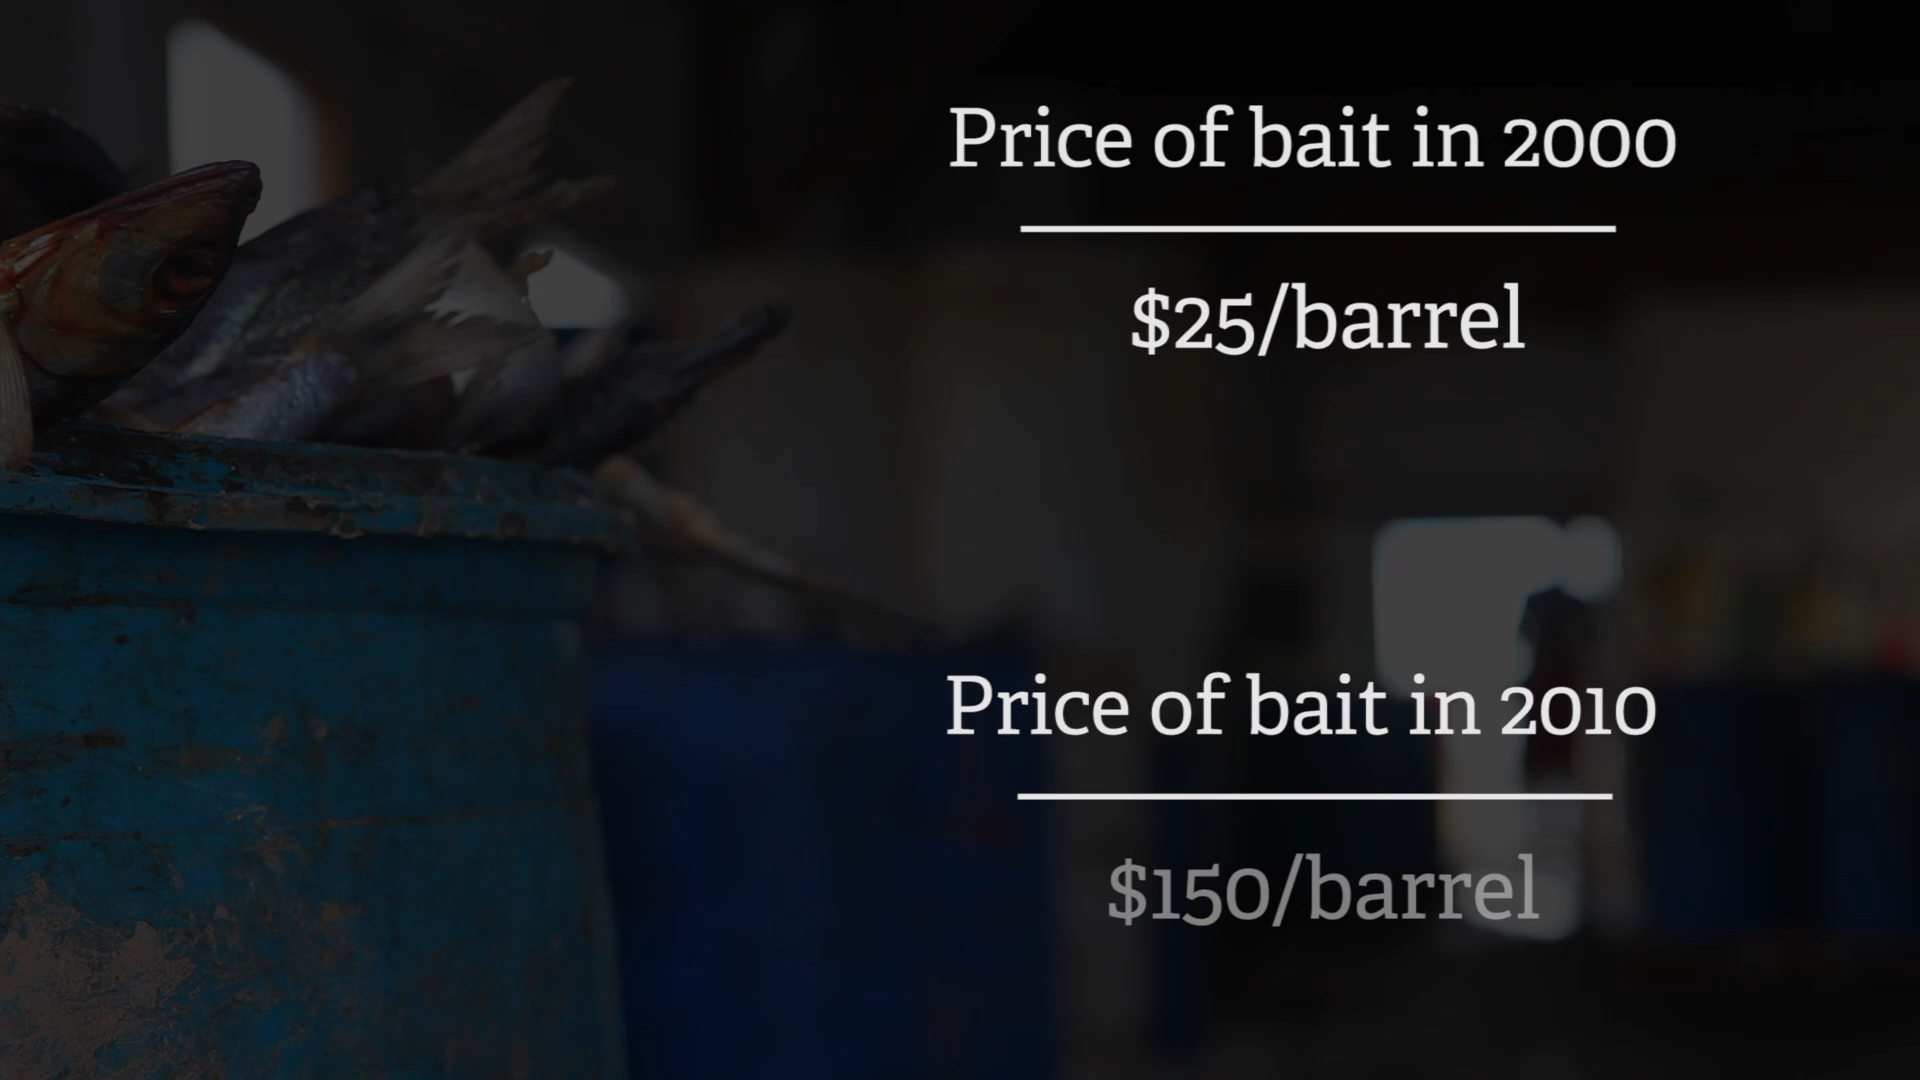 Price of bait in 2000
$25/barrel
Price of bait in 2010
$150/barrel